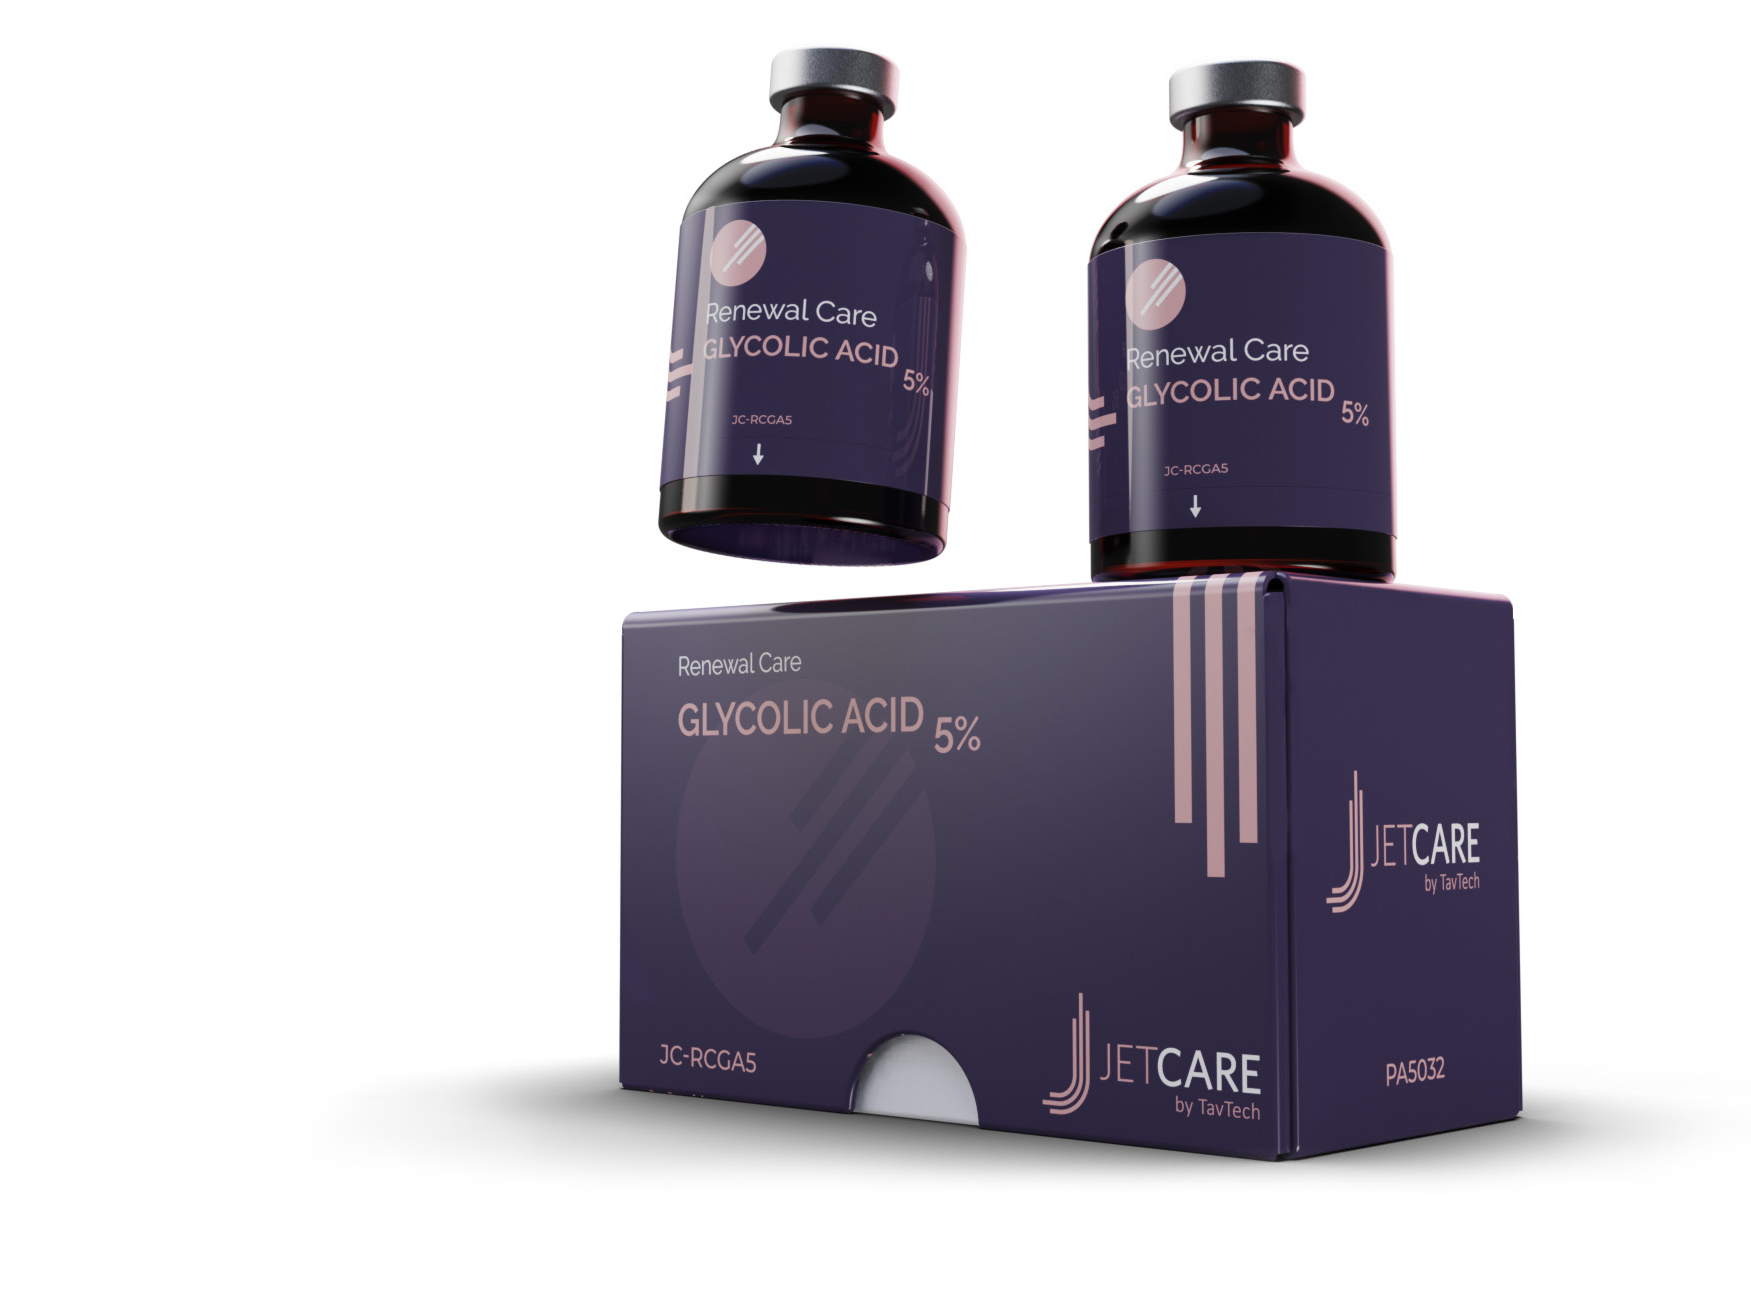 Renewal Care
GLYCOLIC ACID
5%
JC-RCGA5
Renewal Care
GLYCOLIC ACID
5%
JC-RCGA5
Renewal Care
GLYCOLIC ACID 5%
JC-RCGA5
JETCARE
by TavTech
JETCARE
by TavTech
PA5032